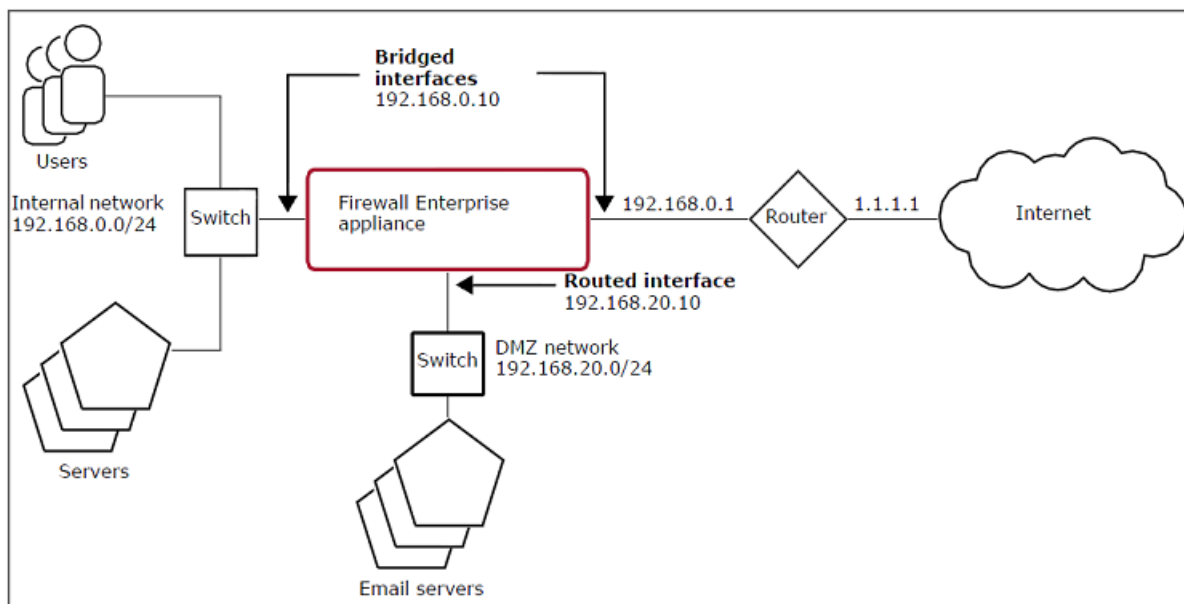 Bridged
interfaces
192.168.0.10
Users
Internal network
192.168.0.0/24
Switch
Firewall Enterprise
appliance
192.168.0.1
Router
1.1.1.1
Internet
Routed interface
192.168.20.10
Switch
DMZ network
192.168.20.0/24
Servers
Email servers